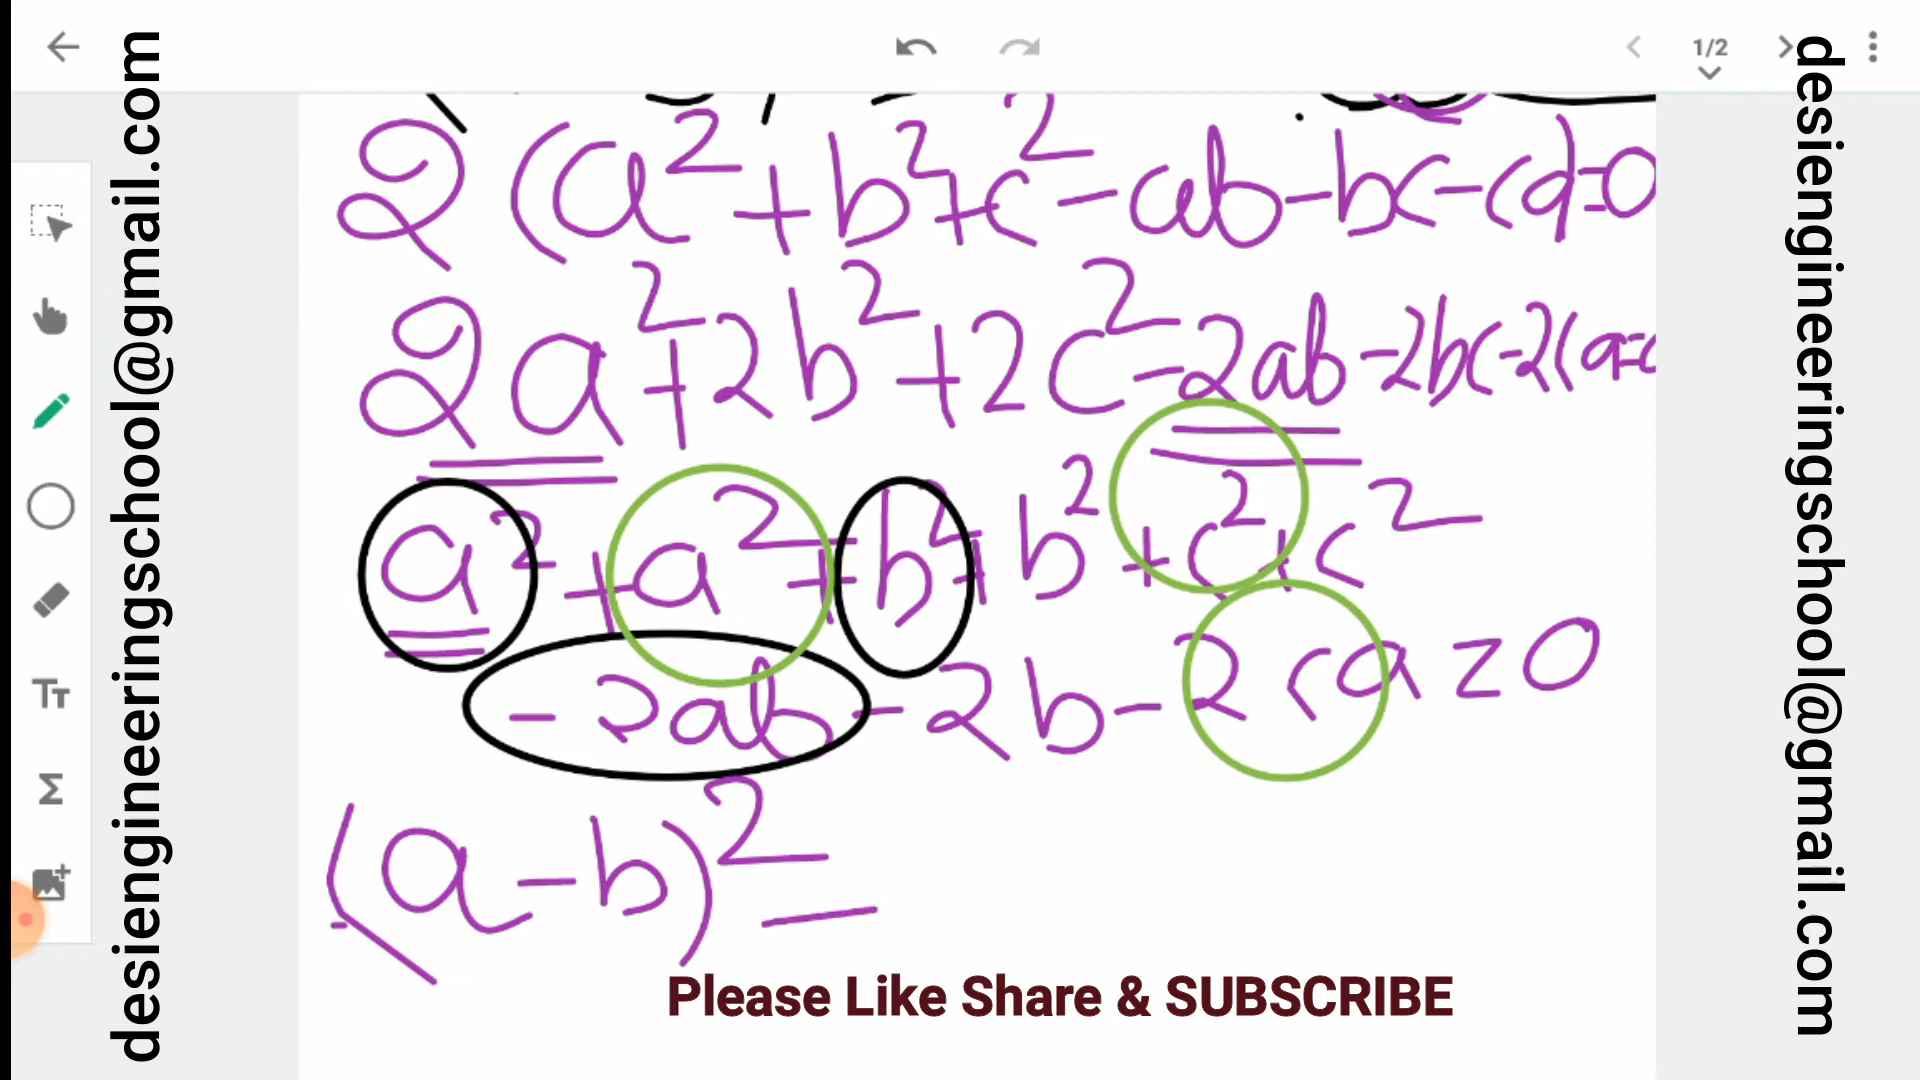 1/2
2(a²+b²+c²-ab-bc-ca)=0
2a²+2b²+2c²-2ab-2bc-2ca=0
a²+a²+b²+b²+c²+c²
-2ab-2b-2ca=0
(a-b)²
Please Like Share & SUBSCRIBE
desiengineeringschool@gmail.com
desiengineeringschool@gmail.com